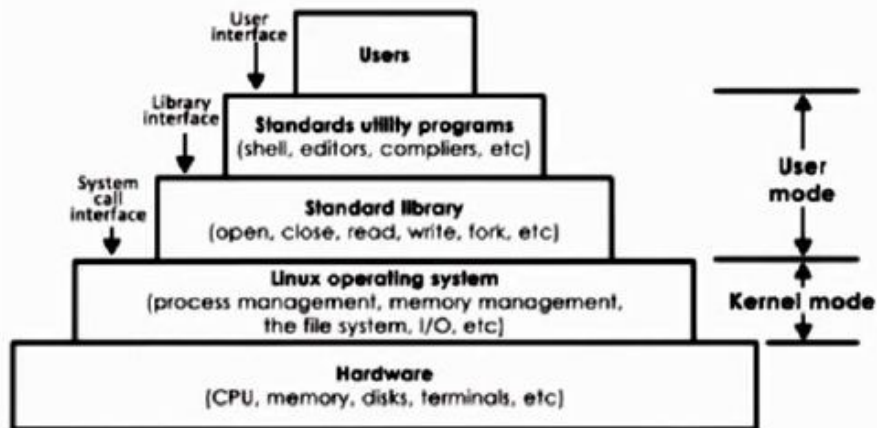 User
interface
Users
Library
interface
Standards utility programs
(shell, editors, compliers, etc)
System
call
interface
Standard library
(open, close, read, write, fork, etc)
User
mode
Linux operating system
(process management, memory management,
the file system, I/O, etc)
Kernel mode
Hardware
(CPU, memory, disks, terminals, etc)